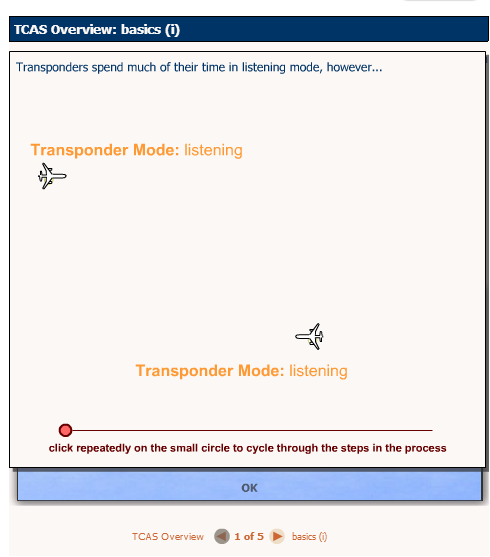 TCAS Overview: basics (i)
Transponders spend much of their time in listening mode, however...
Transponder Mode: listening
Transponder Mode: listening
click repeatedly on the small circle to cycle through the steps in the process
OK
TCAS Overview 1 of 5 basics (i)